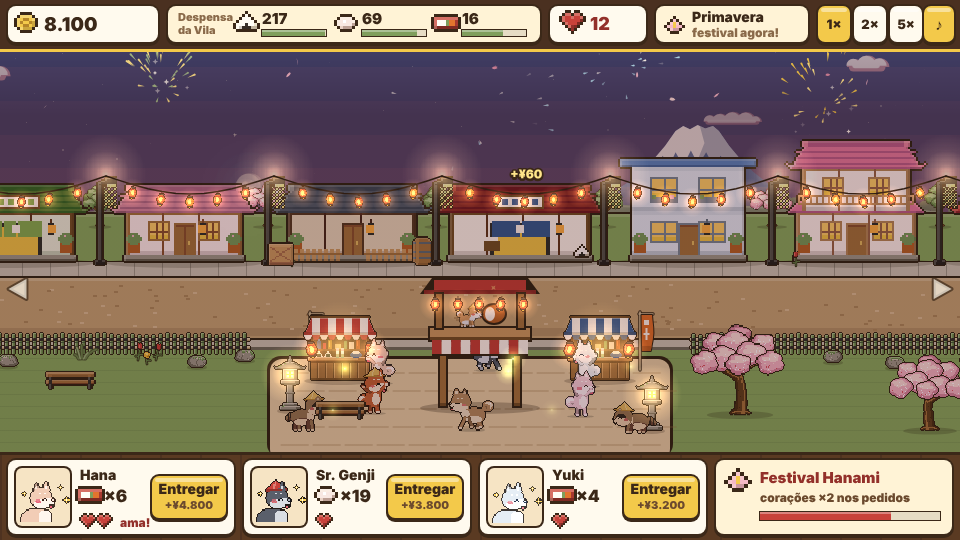 8.100
Despensa
da Vila
217
69
16
12
Primavera
festival agora!
1×
2×
5×
♪
+¥60
Hana
×6
ama!
Entregar
+¥4.800
Sr. Genji
×19
Entregar
+¥3.800
Yuki
×4
Entregar
+¥3.200
Festival Hanami
corações ×2 nos pedidos